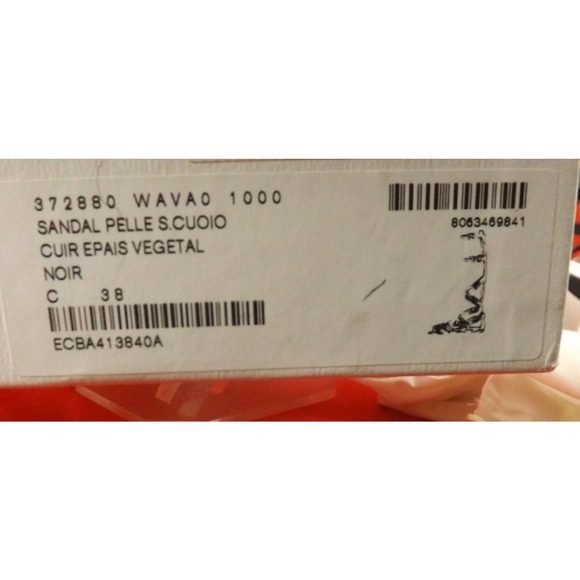 372880 WAVA0 1000
SANDAL PELLE S.CUOIO
CUIR EPAIS VEGETAL
NOIR
C 38
ECBA413840A
8063469841